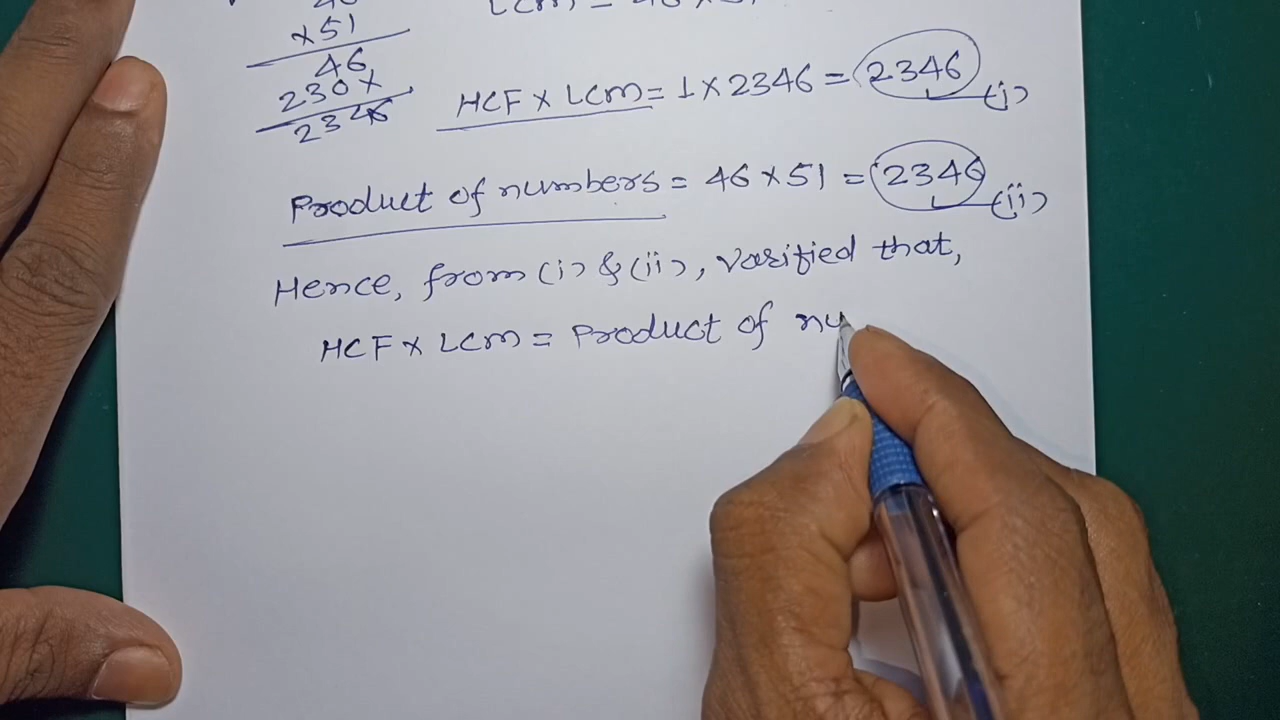 ×51
46
230×
2346
HCF × LCM = 1 × 2346 = 2346 (i)
Product of numbers = 46 × 51 = 2346 (ii)
Hence, from (i) & (ii), varified that,
HCF × LCM = Product of nu